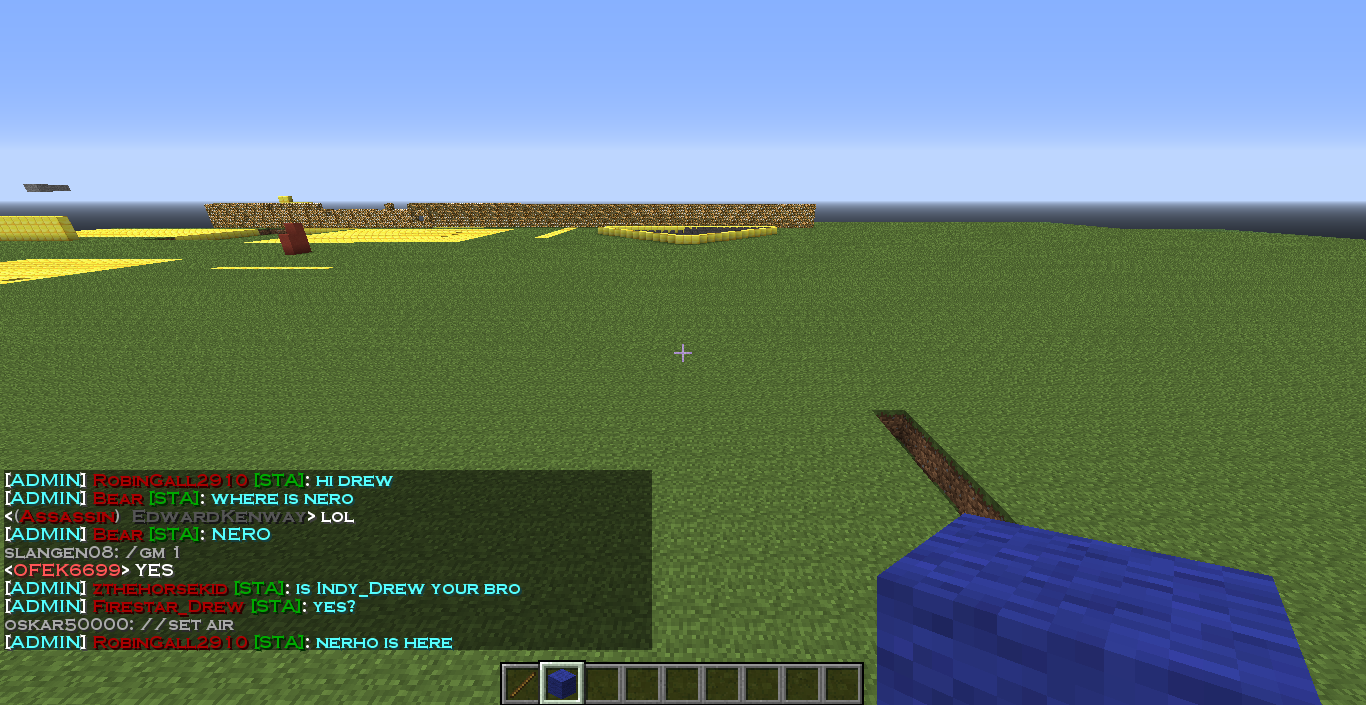 [ADMIN] RobinGall2910 [STA]: HI DREW
[ADMIN] Bear [STA]: WHERE IS NERO
<(Assassin) EdwardKenway> LOL
[ADMIN] Bear [STA]: NERO
slangen08: /gm 1
<OFEK6699> YES
[ADMIN] zthehorsekid [STA]: is Indy_Drew your bro
[ADMIN] Firestar_Drew [STA]: yes?
oskar50000: //set air
[ADMIN] RobinGall2910 [STA]: nerho is here